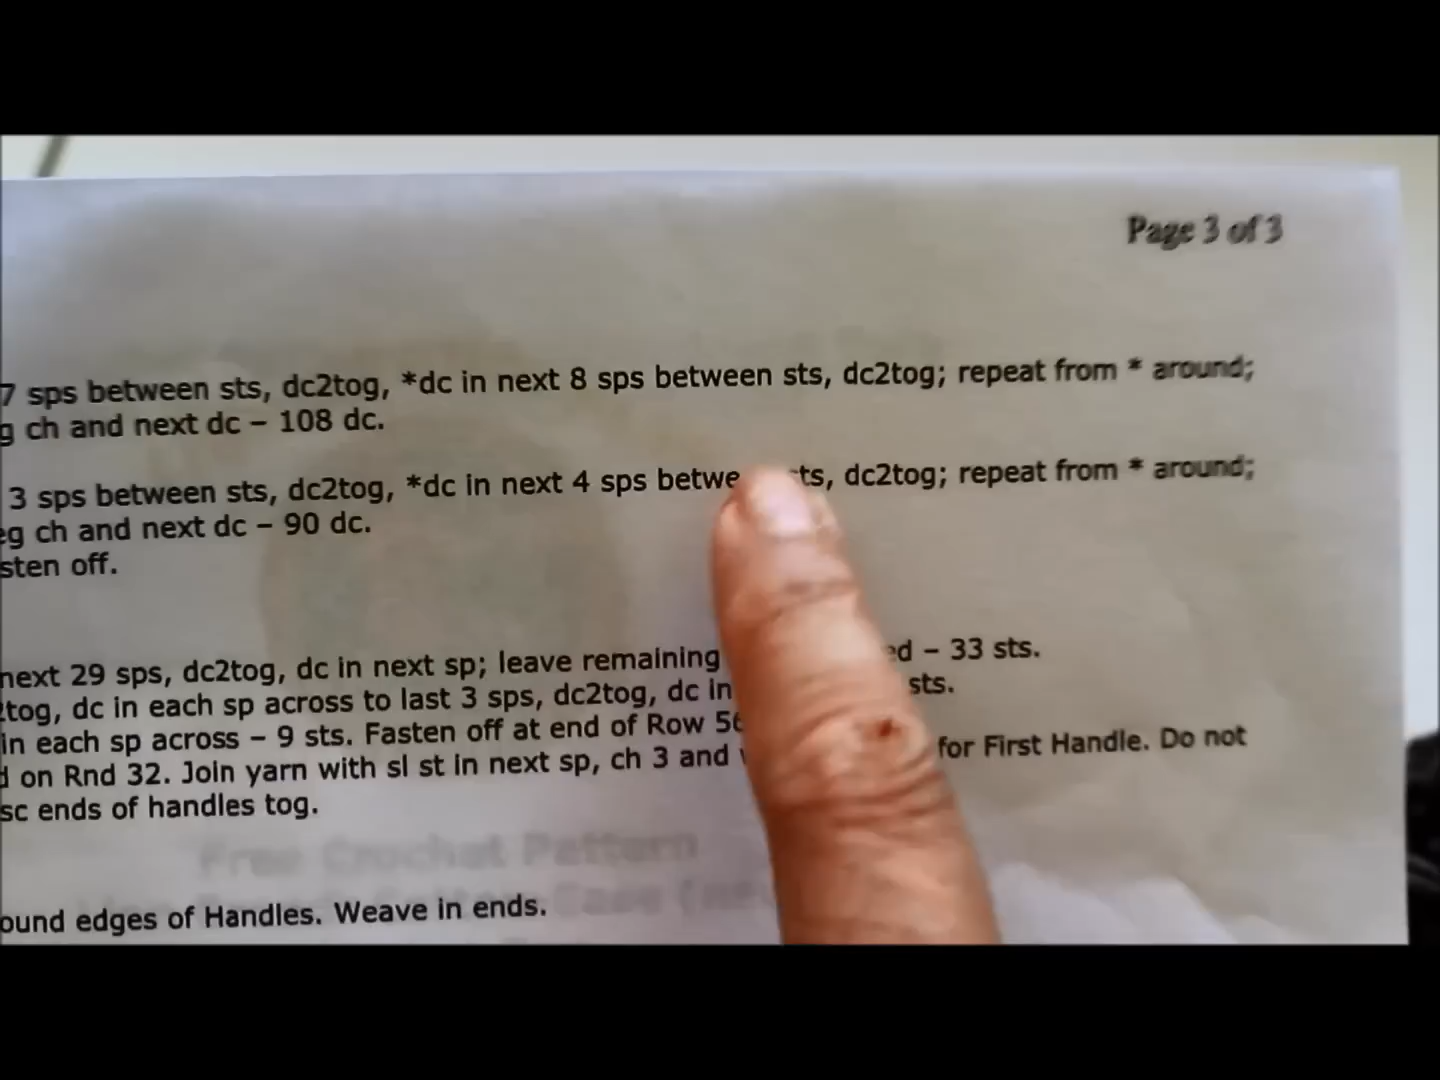 Page 3 of 3
7 sps between sts, dc2tog, *dc in next 8 sps between sts, dc2tog; repeat from * around;
g ch and next dc – 108 dc.
3 sps between sts, dc2tog, *dc in next 4 sps betwe ts, dc2tog; repeat from * around;
eg ch and next dc – 90 dc.
sten off.
next 29 sps, dc2tog, dc in next sp; leave remaining ed – 33 sts.
tog, dc in each sp across to last 3 sps, dc2tog, dc in sts.
in each sp across – 9 sts. Fasten off at end of Row 56 for First Handle. Do not
d on Rnd 32. Join yarn with sl st in next sp, ch 3 and
sc ends of handles tog.
Free Crochet Pattern
ound edges of Handles. Weave in ends.